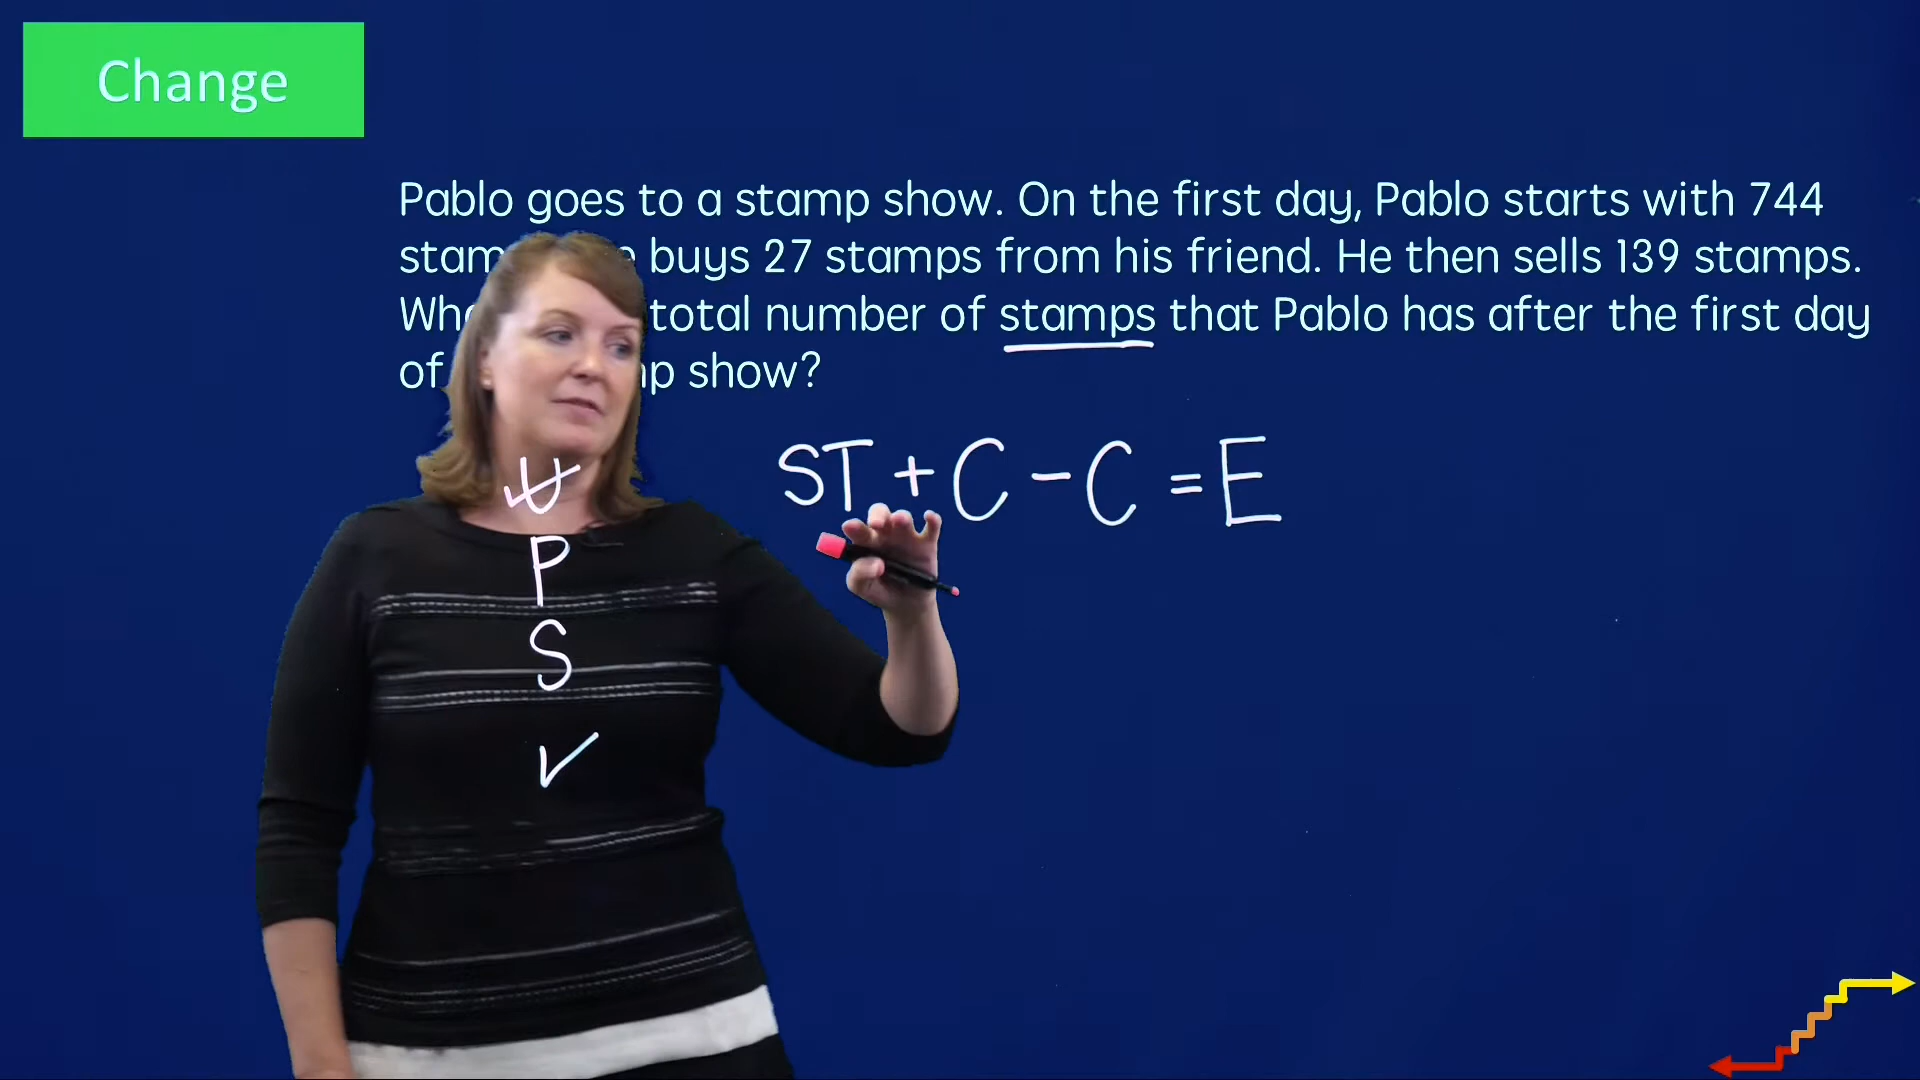 Change
Pablo goes to a stamp show. On the first day, Pablo starts with 744
buys 27 stamps from his friend. He then sells 139 stamps.
total number of stamps that Pablo has after the first day
of show?
ST + C - C = E
U
P
S
✓